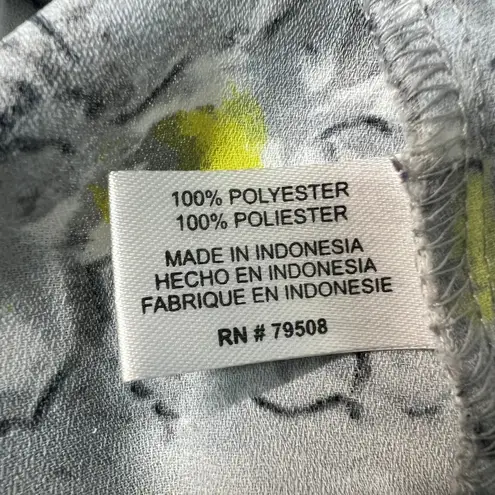 100% POLYESTER
100% POLIESTER
MADE IN INDONESIA
HECHO EN INDONESIA
FABRIQUE EN INDONESIE
RN # 79508